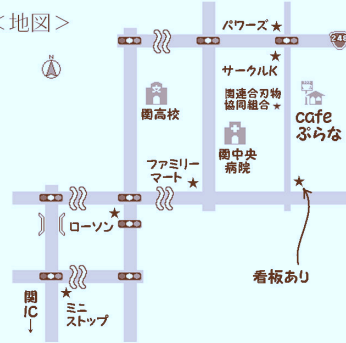 <地図>
N
パワーズ★
248
サークルK
関連合刃物
協同組合★
関高校
cafe
ぷらな
関中央
病院
ファミリー
マート ★
★
ローソン
看板あり
関
IC
↓
★
ミニ
ストップ